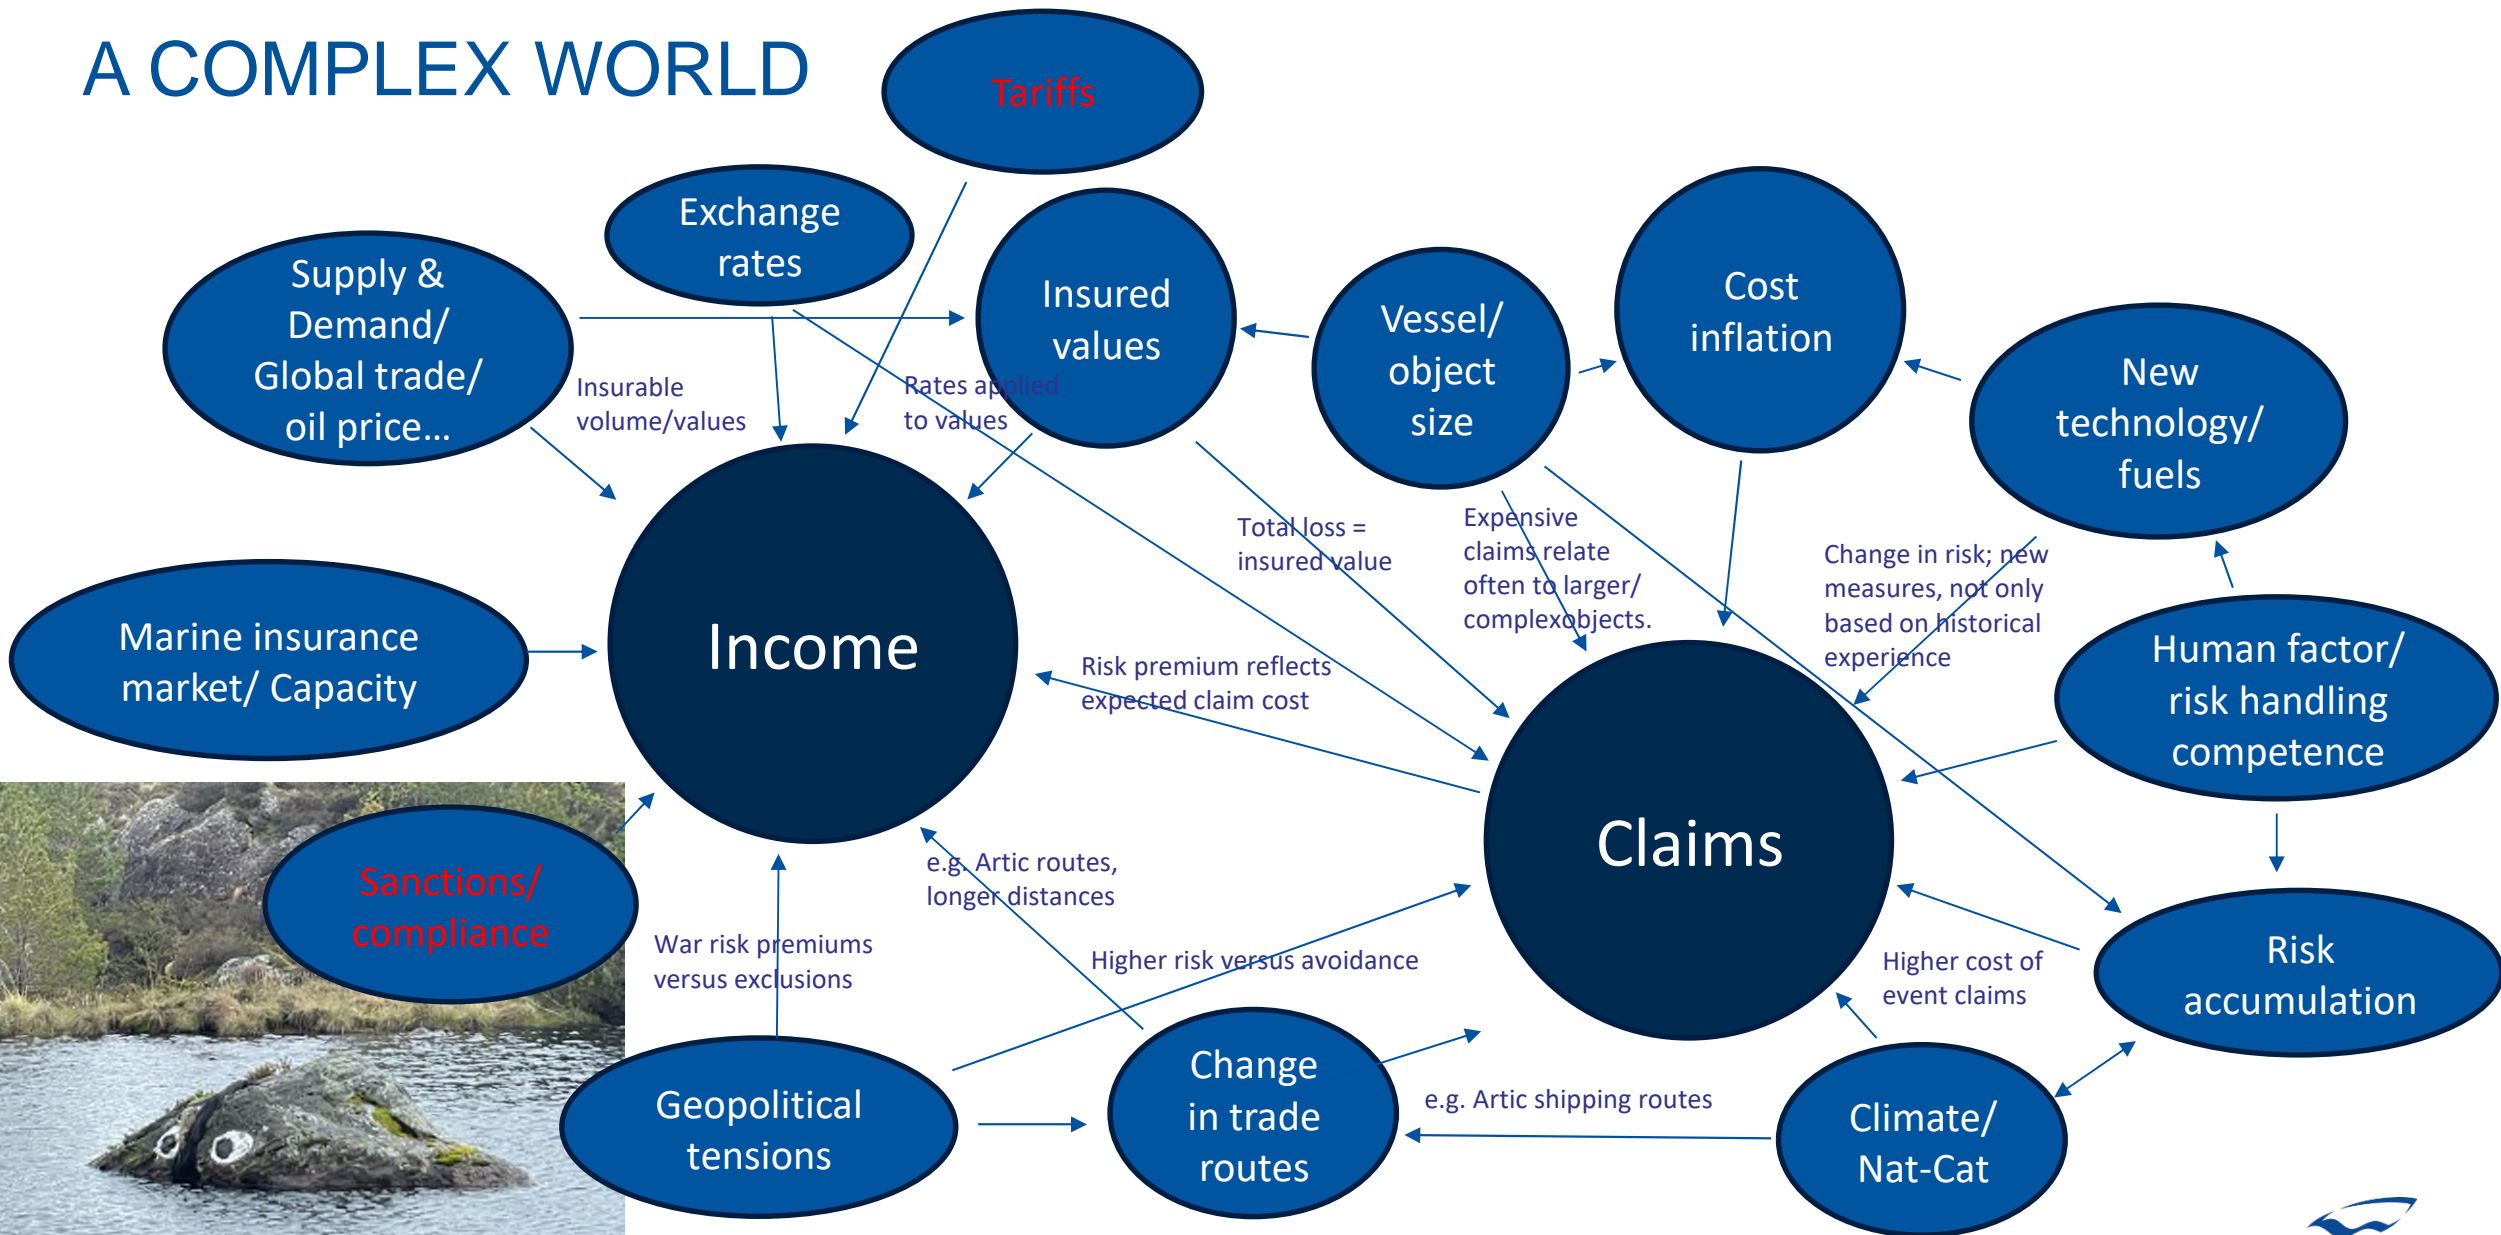 A COMPLEX WORLD
Tariffs
Exchange
rates
Supply &
Demand/
Global trade/
oil price…
Insured
values
Vessel/
object
size
Cost
inflation
New
technology/
fuels
Insurable
volume/values
Rates applied
to values
Total loss =
insured value
Expensive
claims relate
often to larger/
complexobjects.
Change in risk; new
measures, not only
based on historical
experience
Marine insurance
market/ Capacity
Income
Risk premium reflects
expected claim cost
Human factor/
risk handling
competence
Claims
Sanctions/
compliance
e.g. Artic routes,
longer distances
War risk premiums
versus exclusions
Higher risk versus avoidance
Higher cost of
event claims
Risk
accumulation
Geopolitical
tensions
Change
in trade
routes
e.g. Artic shipping routes
Climate/
Nat-Cat